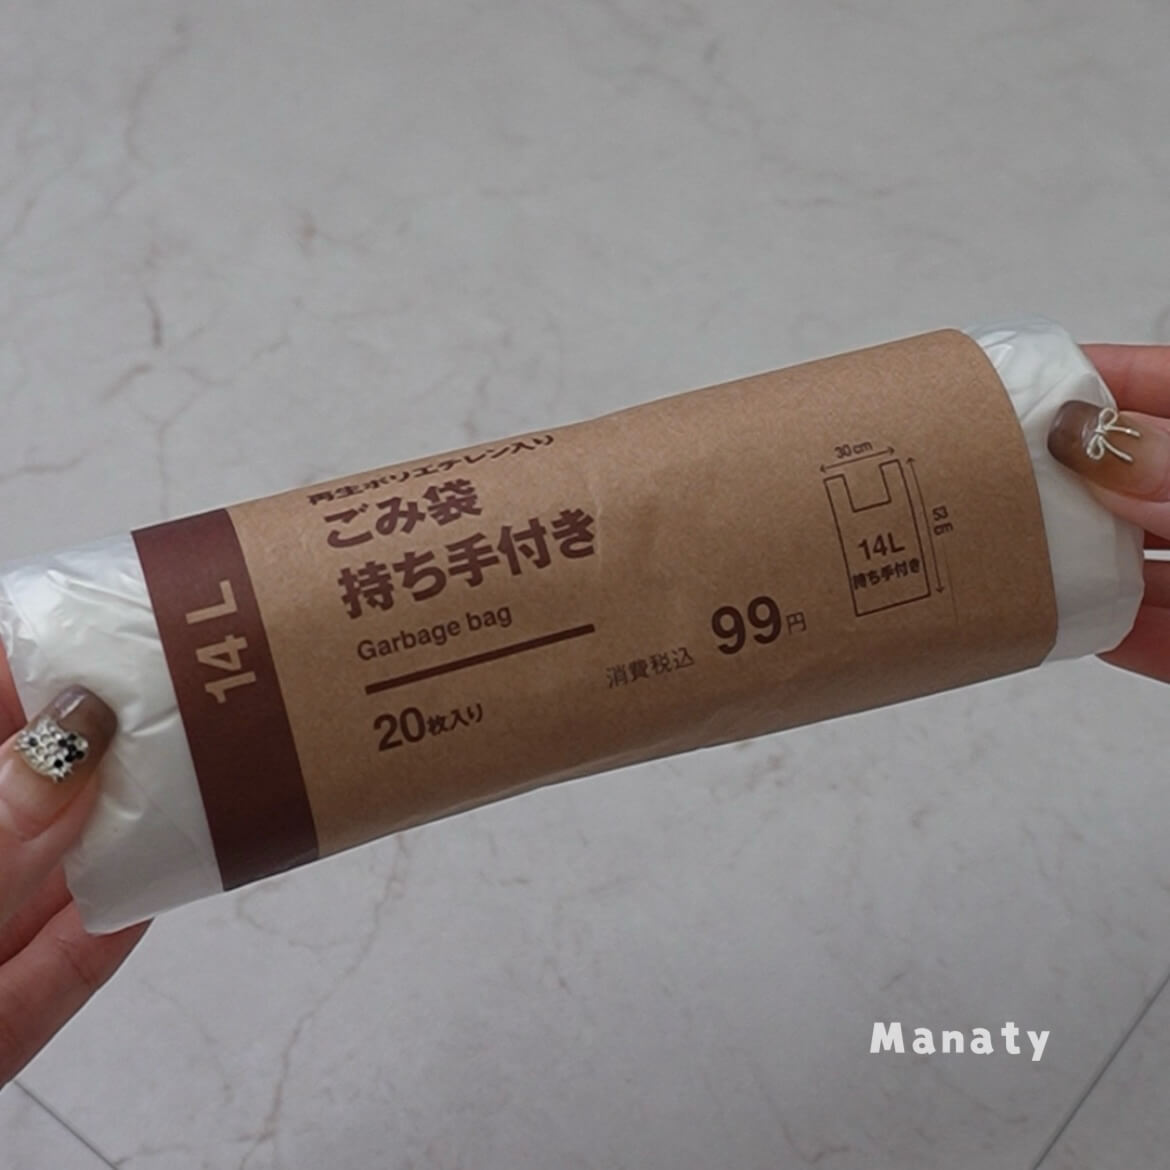 14L
再生ポリエチレン入り
ごみ袋
持ち手付き
Garbage bag
20枚入り
消費税込 99円
30cm
14L
持ち手付き
Manaty